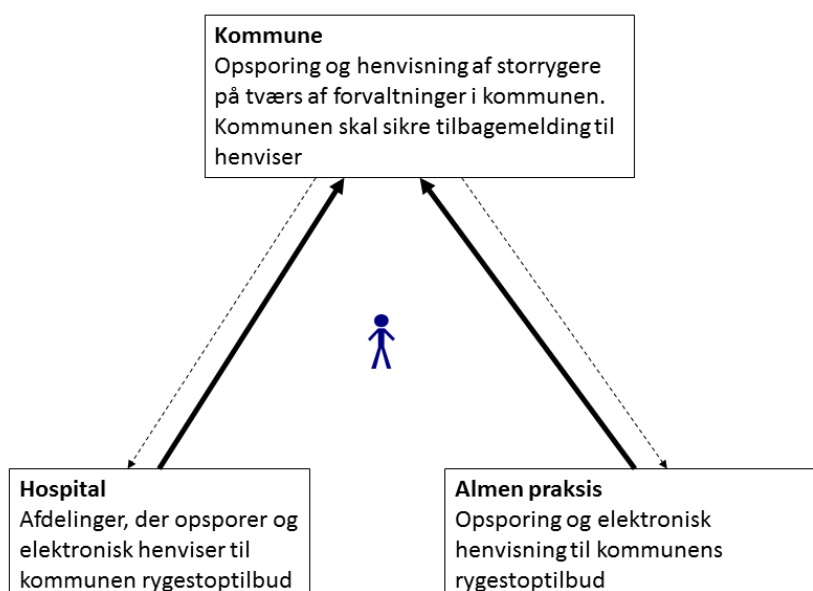 Kommune
Opsporing og henvisning af storrygere
på tværs af forvaltninger i kommunen.
Kommunen skal sikre tilbagemelding til
henviser
Hospital
Afdelinger, der opsporer og
elektronisk henviser til
kommunen rygestoptilbud
Almen praksis
Opsporing og elektronisk
henvisning til kommunens
rygestoptilbud